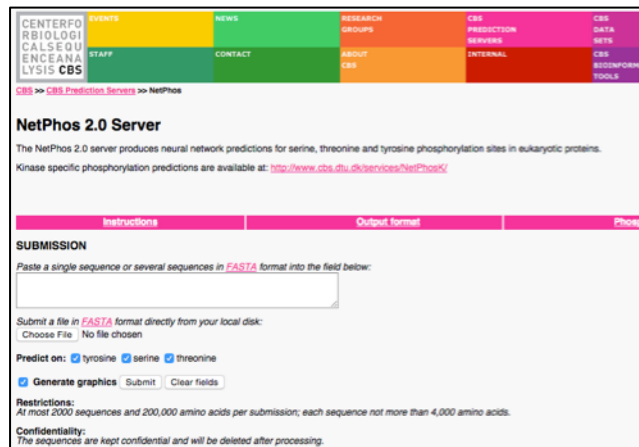 CENTERFO
RBIOLOGI
CALSEQU
ENCEANA
LYSIS CBS
EVENTS
NEWS
RESEARCH
GROUPS
CBS
PREDICTION
SERVERS
CBS
DATA
SETS
STAFF
CONTACT
ABOUT
CBS
INTERNAL
CBS
BIOINFORM
TOOLS
CBS >> CBS Prediction Servers >> NetPhos
NetPhos 2.0 Server
The NetPhos 2.0 server produces neural network predictions for serine, threonine and tyrosine phosphorylation sites in eukaryotic proteins.
Kinase specific phosphorylation predictions are available at: http://www.cbs.dtu.dk/services/NetPhosK/
Instructions
Output format
Phosp
SUBMISSION
Paste a single sequence or several sequences in FASTA format into the field below:
Submit a file in FASTA format directly from your local disk:
Choose File No file chosen
Predict on: tyrosine serine threonine
Generate graphics Submit Clear fields
Restrictions:
At most 2000 sequences and 200,000 amino acids per submission; each sequence not more than 4,000 amino acids.
Confidentiality:
The sequences are kept confidential and will be deleted after processing.